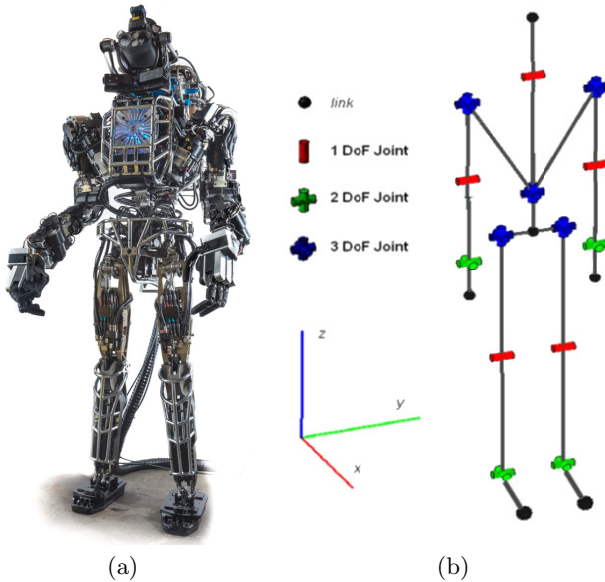 link
1 DoF Joint
2 DoF Joint
3 DoF Joint
z
y
x
(a)
(b)